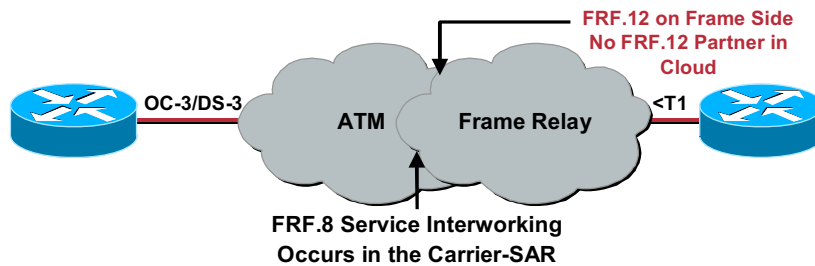 FRF.12 on Frame Side
No FRF.12 Partner in
Cloud
OC-3/DS-3
ATM
Frame Relay
<T1
FRF.8 Service Interworking
Occurs in the Carrier-SAR